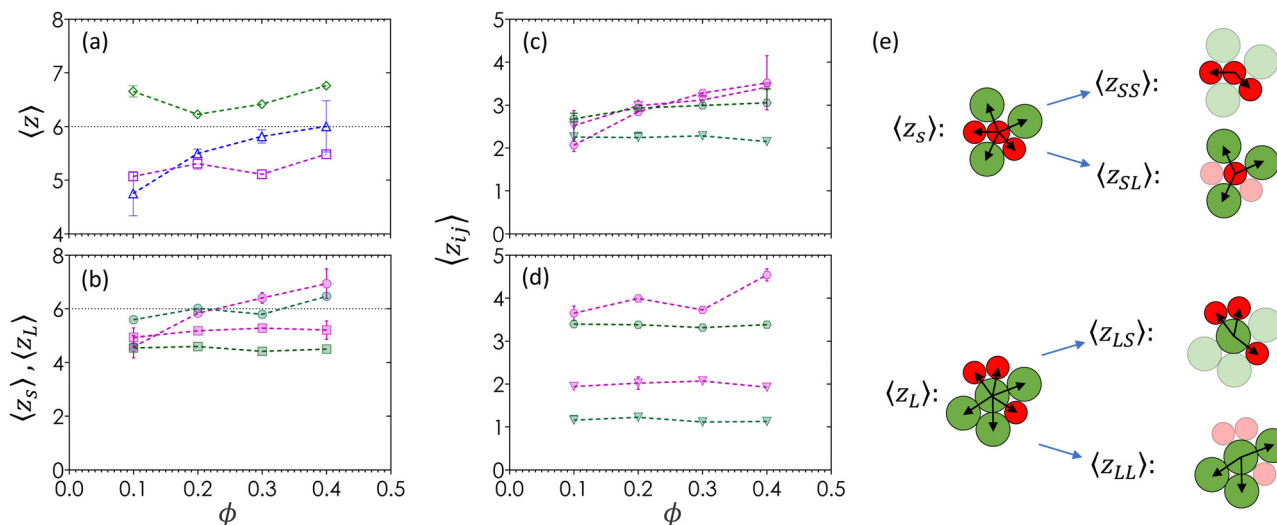 (a)
⟨z⟩
8
7
6
5
4
(b)
⟨z_s⟩, ⟨z_L⟩
8
6
4
2
0
0.0 0.1 0.2 0.3 0.4 0.5
ϕ
(c)
⟨z_ij⟩
5
4
3
2
1
0
(d)
5
4
3
2
1
0
0.0 0.1 0.2 0.3 0.4 0.5
ϕ
(e)
⟨z_s⟩:
⟨z_SS⟩:
⟨z_SL⟩:
⟨z_L⟩:
⟨z_LS⟩:
⟨z_LL⟩: